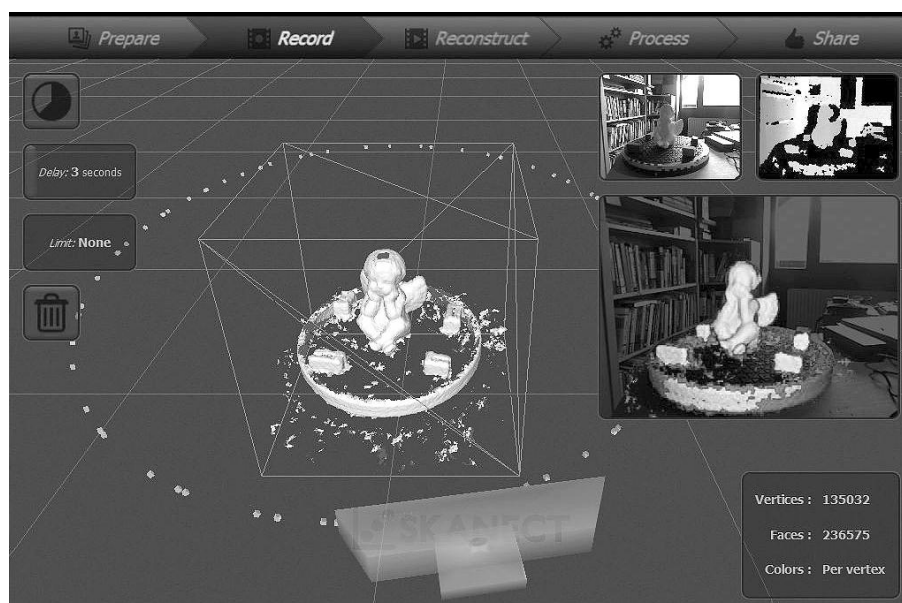 Prepare
Record
Reconstruct
Process
Share
Delay: 3 seconds
Limit: None
SKANECT
Vertices : 135032
Faces : 236575
Colors : Per vertex